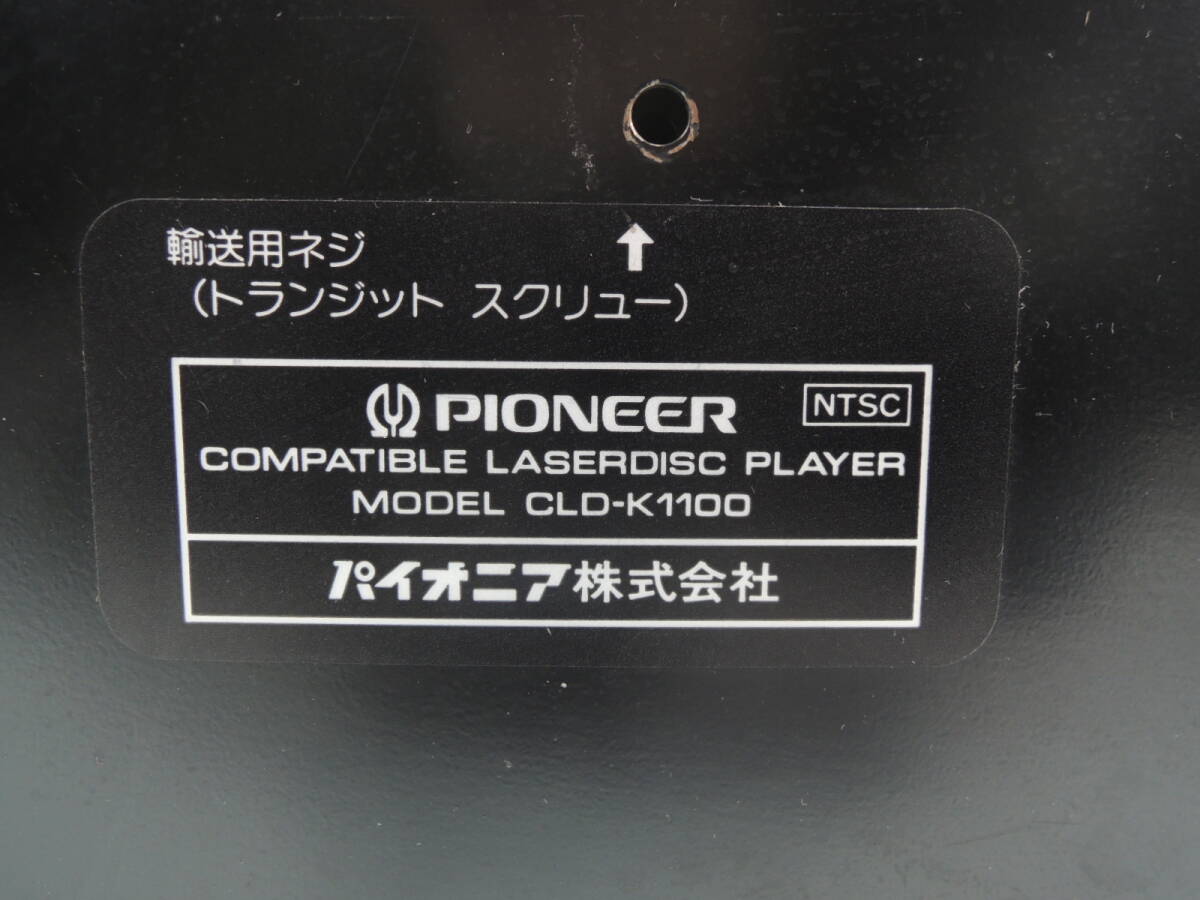 輸送用ネジ
(トランジット スクリュー)
PIONEER
NTSC
COMPATIBLE LASERDISC PLAYER
MODEL CLD-K1100
パイオニア株式会社